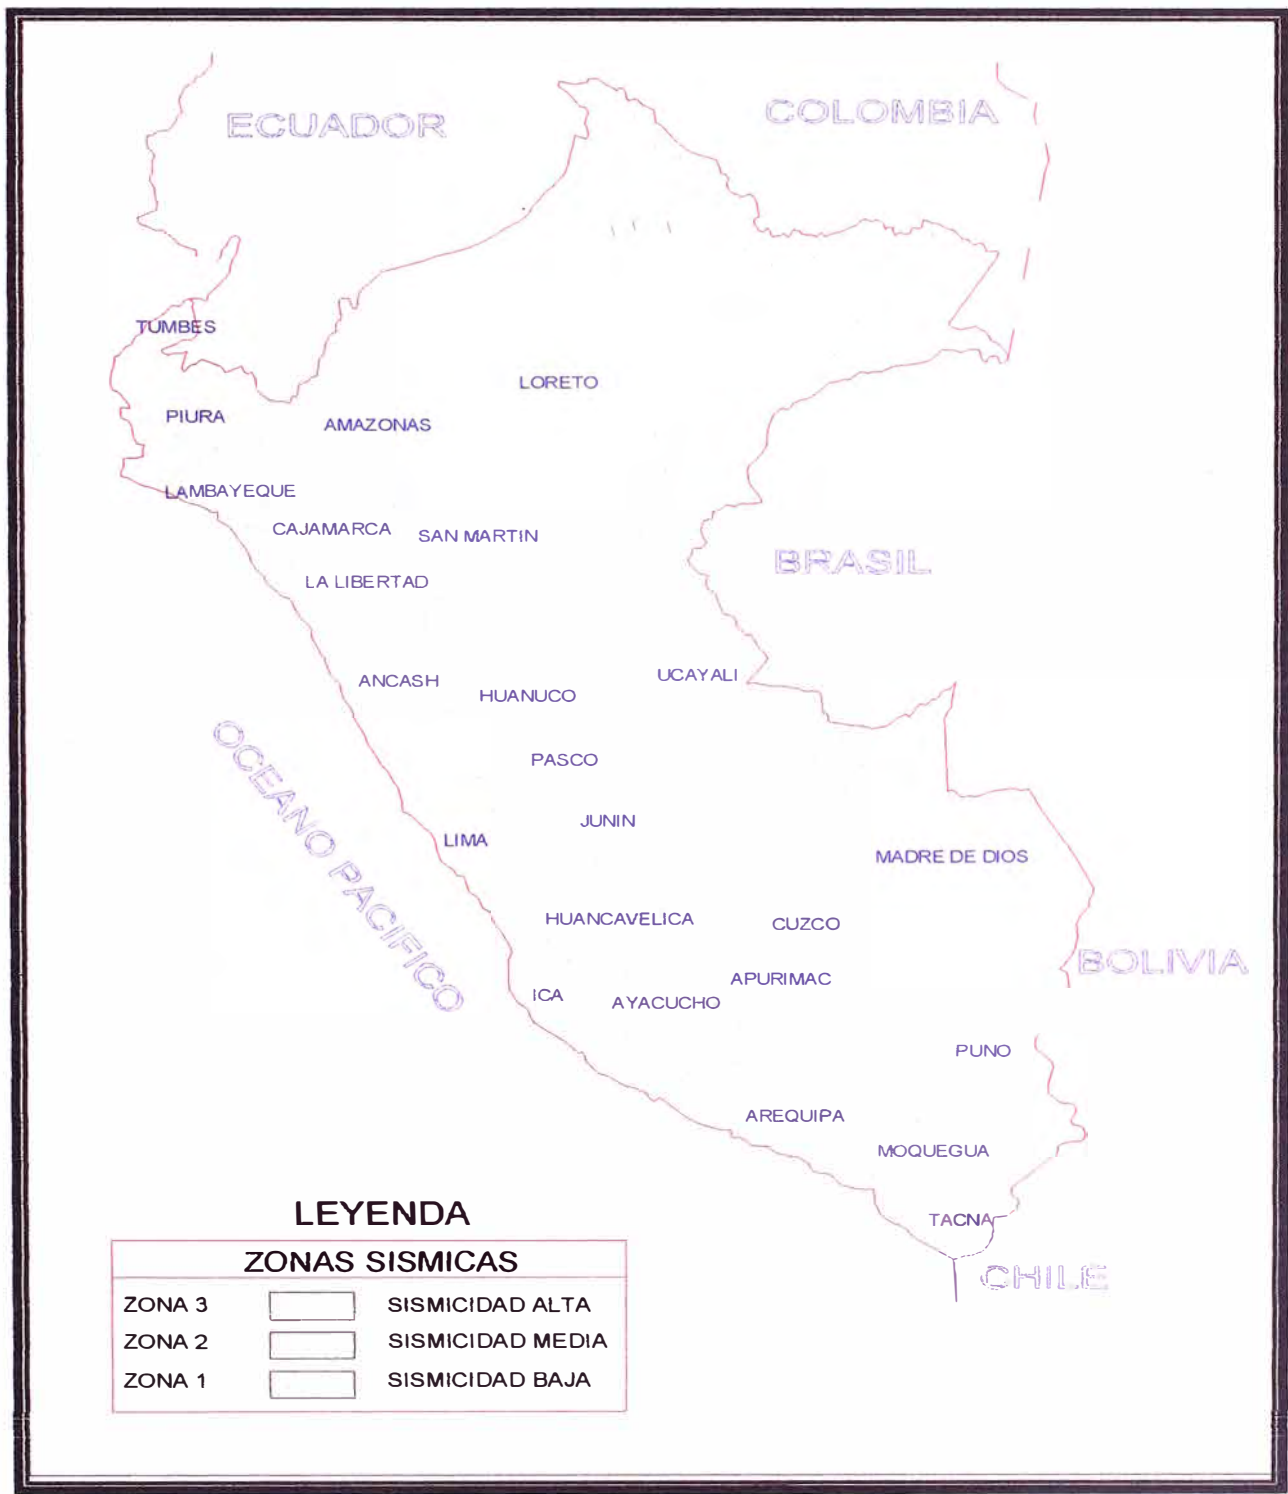 ECUADOR
COLOMBIA
TUMBES
LORETO
PIURA
AMAZONAS
LAMBAYEQUE
CAJAMARCA
SAN MARTIN
BRASIL
LA LIBERTAD
ANCASH
HUANUCO
UCAYALI
OCEANO PACIFICO
PASCO
JUNIN
LIMA
MADRE DE DIOS
HUANCAVELICA
CUZCO
BOLIVIA
APURIMAC
ICA
AYACUCHO
PUNO
AREQUIPA
MOQUEGUA
TACNA
CHILE
LEYENDA
ZONAS SISMICAS
ZONA 3 SISMICIDAD ALTA
ZONA 2 SISMICIDAD MEDIA
ZONA 1 SISMICIDAD BAJA